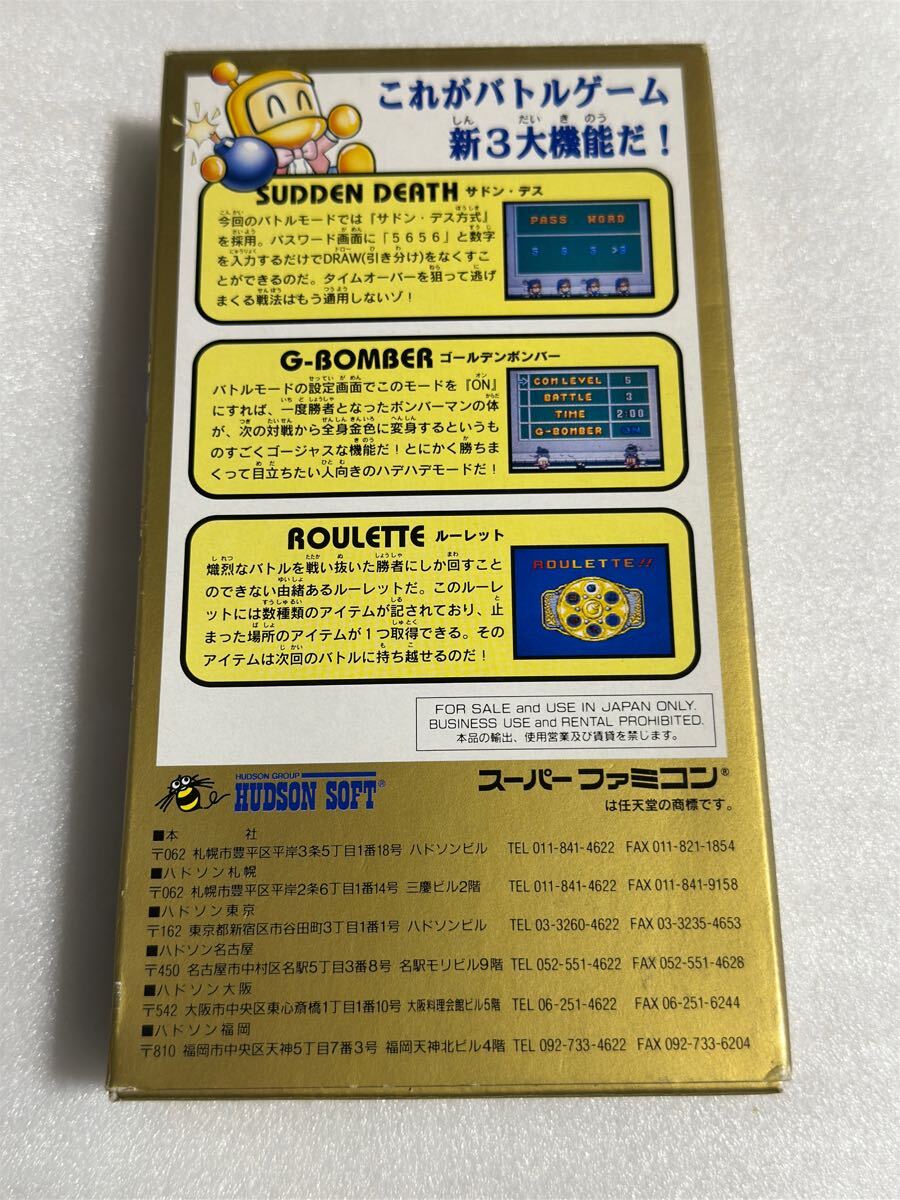 これがバトルゲーム
新3大機能だ!
SUDDEN DEATH サドン・デス
今回のバトルモードでは『サドン・デス方式』
を採用。パスワード画面に「5656」と数字
を入力するだけでDRAW(引き分け)をなくすこ
とができるのだ。タイムオーバーを狙って逃げ
まくる戦法はもう通用しないゾ!
PASS WORD
G-BOMBER ゴールデンボンバー
バトルモードの設定画面でこのモードを『ON』
にすれば、一度勝者となったボンバーマンの体
が、次の対戦から全身金色に変身するというも
のすごくゴージャスな機能だ!とにかく勝ちま
くって目立ちたい人向きのハデハデモードだ!
COM LEVEL 5
BATTLE 3
TIME 2:00
G-BOMBER ON
ROULETTE ルーレット
熾烈なバトルを戦い抜いた勝者にしか回すこと
のできない由緒あるルーレットだ。このルーレ
ットには数種類のアイテムが記されており、止
まった場所のアイテムが1つ取得できる。その
アイテムは次回のバトルに持ち越せるのだ!
ROULETTE!!
FOR SALE and USE IN JAPAN ONLY.
BUSINESS USE and RENTAL PROHIBITED.
本品の輸出、使用営業及び賃貸を禁じます。
HUDSON GROUP
HUDSON SOFT®
スーパーファミコン®
は任天堂の商標です。
■本 社
〒062 札幌市豊平区平岸3条5丁目1番18号 ハドソンビル TEL 011-841-4622 FAX 011-821-1854
■ハドソン札幌
〒062 札幌市豊平区平岸2条6丁目1番14号 三慶ビル2階 TEL 011-841-4622 FAX 011-841-9158
■ハドソン東京
〒162 東京都新宿区市谷田町3丁目1番1号 ハドソンビル TEL 03-3260-4622 FAX 03-3235-4653
■ハドソン名古屋
〒450 名古屋市中村区名駅5丁目3番8号 名駅モリビル9階 TEL 052-551-4622 FAX 052-551-4628
■ハドソン大阪
〒542 大阪市中央区東心斎橋1丁目1番10号 大阪料理会館ビル5階 TEL 06-251-4622 FAX 06-251-6244
■ハドソン福岡
〒810 福岡市中央区天神5丁目7番3号 福岡天神北ビル4階 TEL 092-733-4622 FAX 092-733-6204